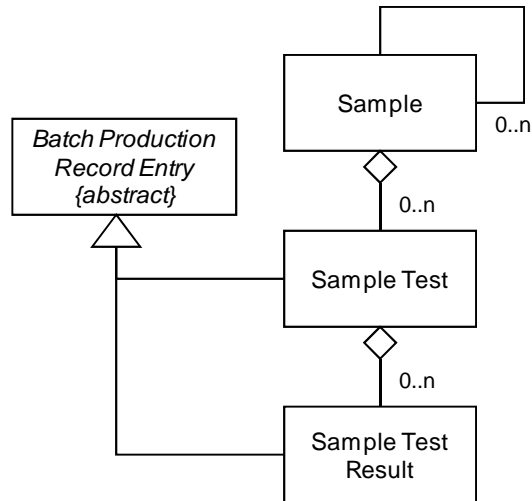 Sample
0..n
Batch Production
Record Entry
{abstract}
0..n
Sample Test
0..n
Sample Test
Result